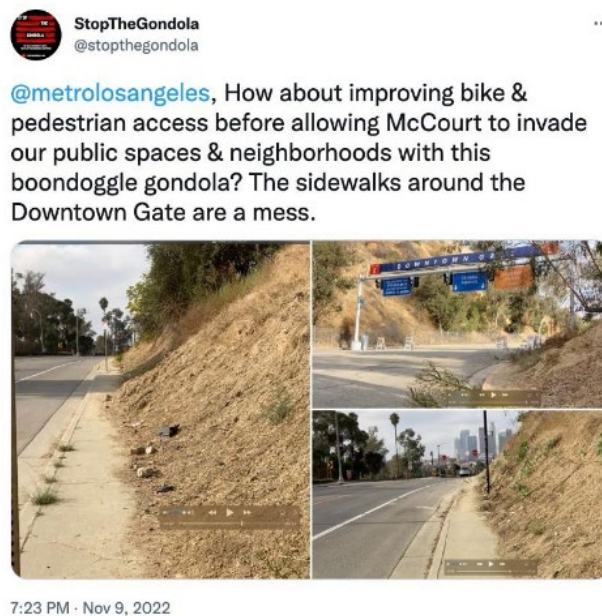 StopTheGondola
@stopthegondola
@metrolosangeles, How about improving bike &
pedestrian access before allowing McCourt to invade
our public spaces & neighborhoods with this
boondoggle gondola? The sidewalks around the
Downtown Gate are a mess.
DOWNTOWN GATE
7:23 PM · Nov 9, 2022